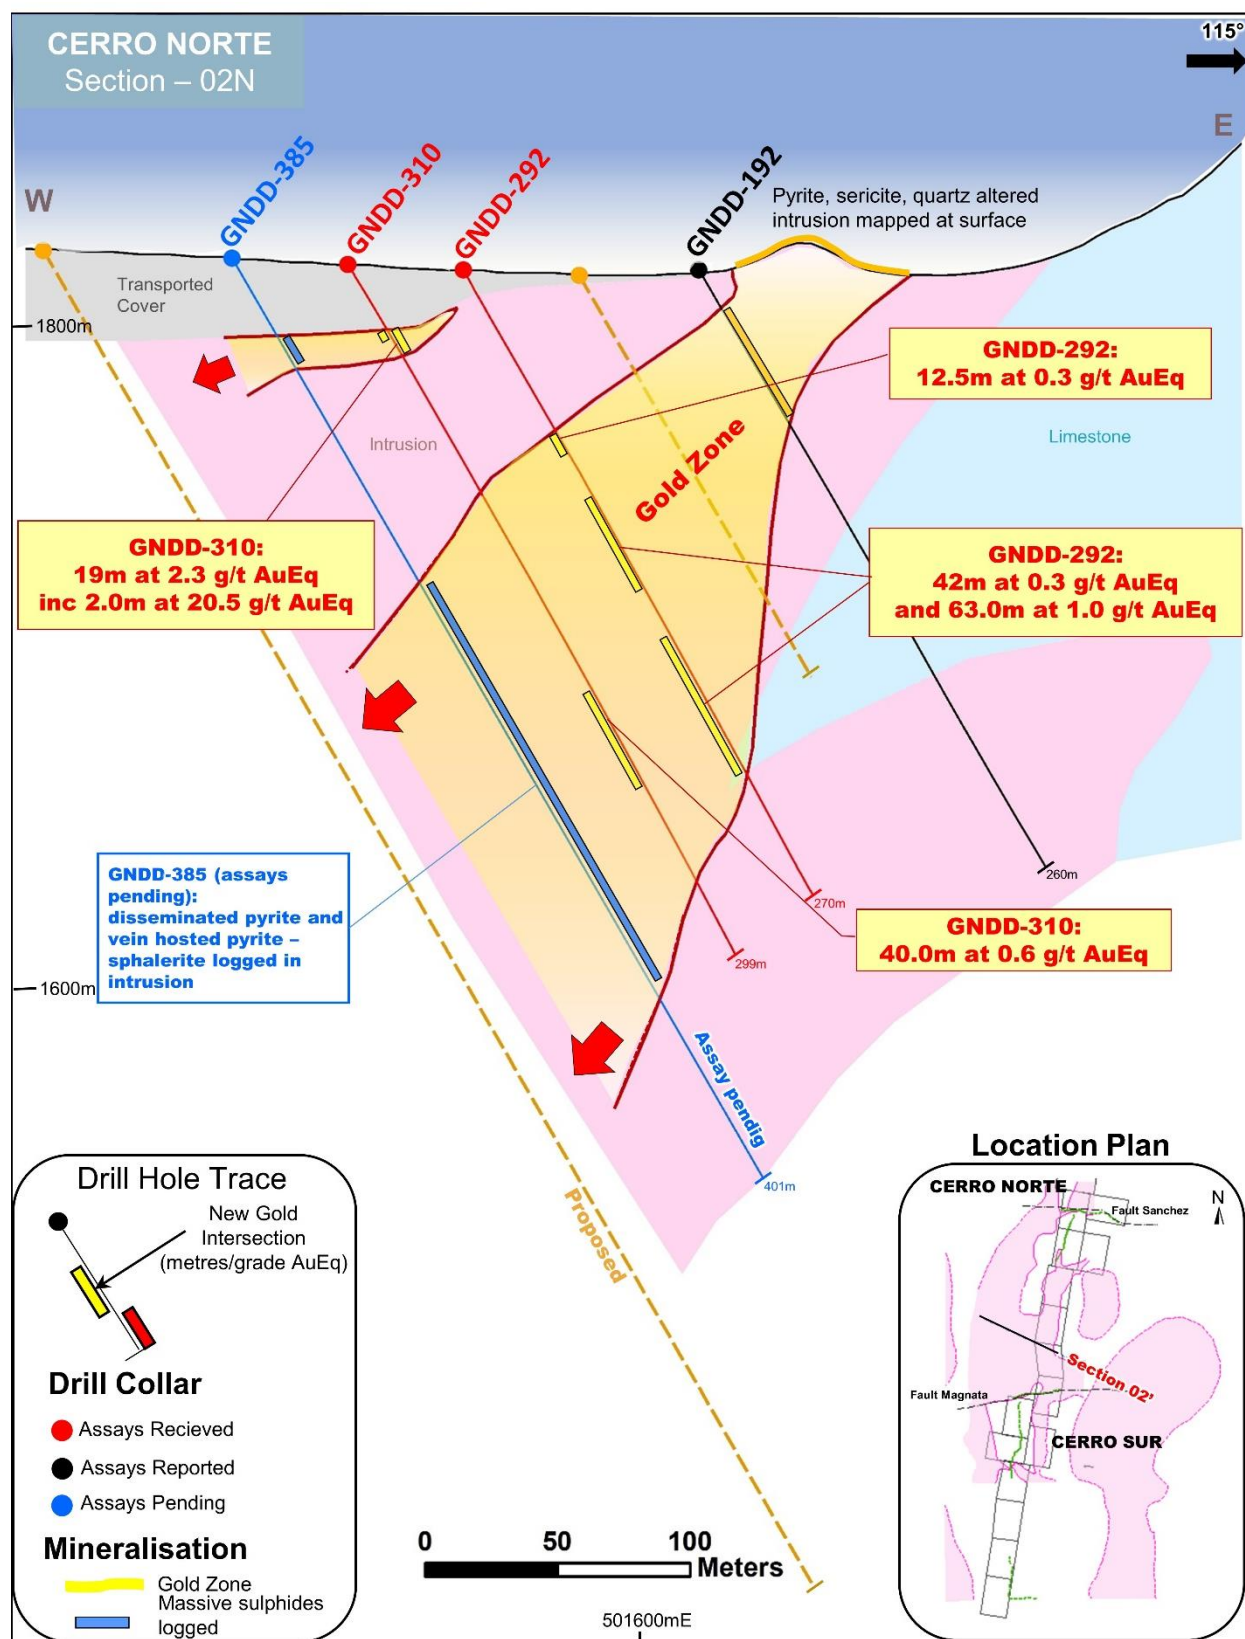 CERRO NORTE
Section – 02N
115°
E
W
GNDD-385
GNDD-310
GNDD-292
GNDD-192
Pyrite, sericite, quartz altered
intrusion mapped at surface
Transported
Cover
1800m
GNDD-292:
12.5m at 0.3 g/t AuEq
Intrusion
Limestone
Gold Zone
GNDD-310:
19m at 2.3 g/t AuEq
inc 2.0m at 20.5 g/t AuEq
GNDD-292:
42m at 0.3 g/t AuEq
and 63.0m at 1.0 g/t AuEq
GNDD-385 (assays
pending):
disseminated pyrite and
vein hosted pyrite –
sphalerite logged in
intrusion
260m
270m
GNDD-310:
40.0m at 0.6 g/t AuEq
299m
1600m
Assay pendig
401m
Proposed
Drill Hole Trace
New Gold
Intersection
(metres/grade AuEq)
Drill Collar
Assays Recieved
Assays Reported
Assays Pending
Mineralisation
Gold Zone
Massive sulphides
logged
0 50 100
Meters
501600mE
Location Plan
CERRO NORTE
N
Fault Sanchez
Section 02'
Fault Magnata
CERRO SUR